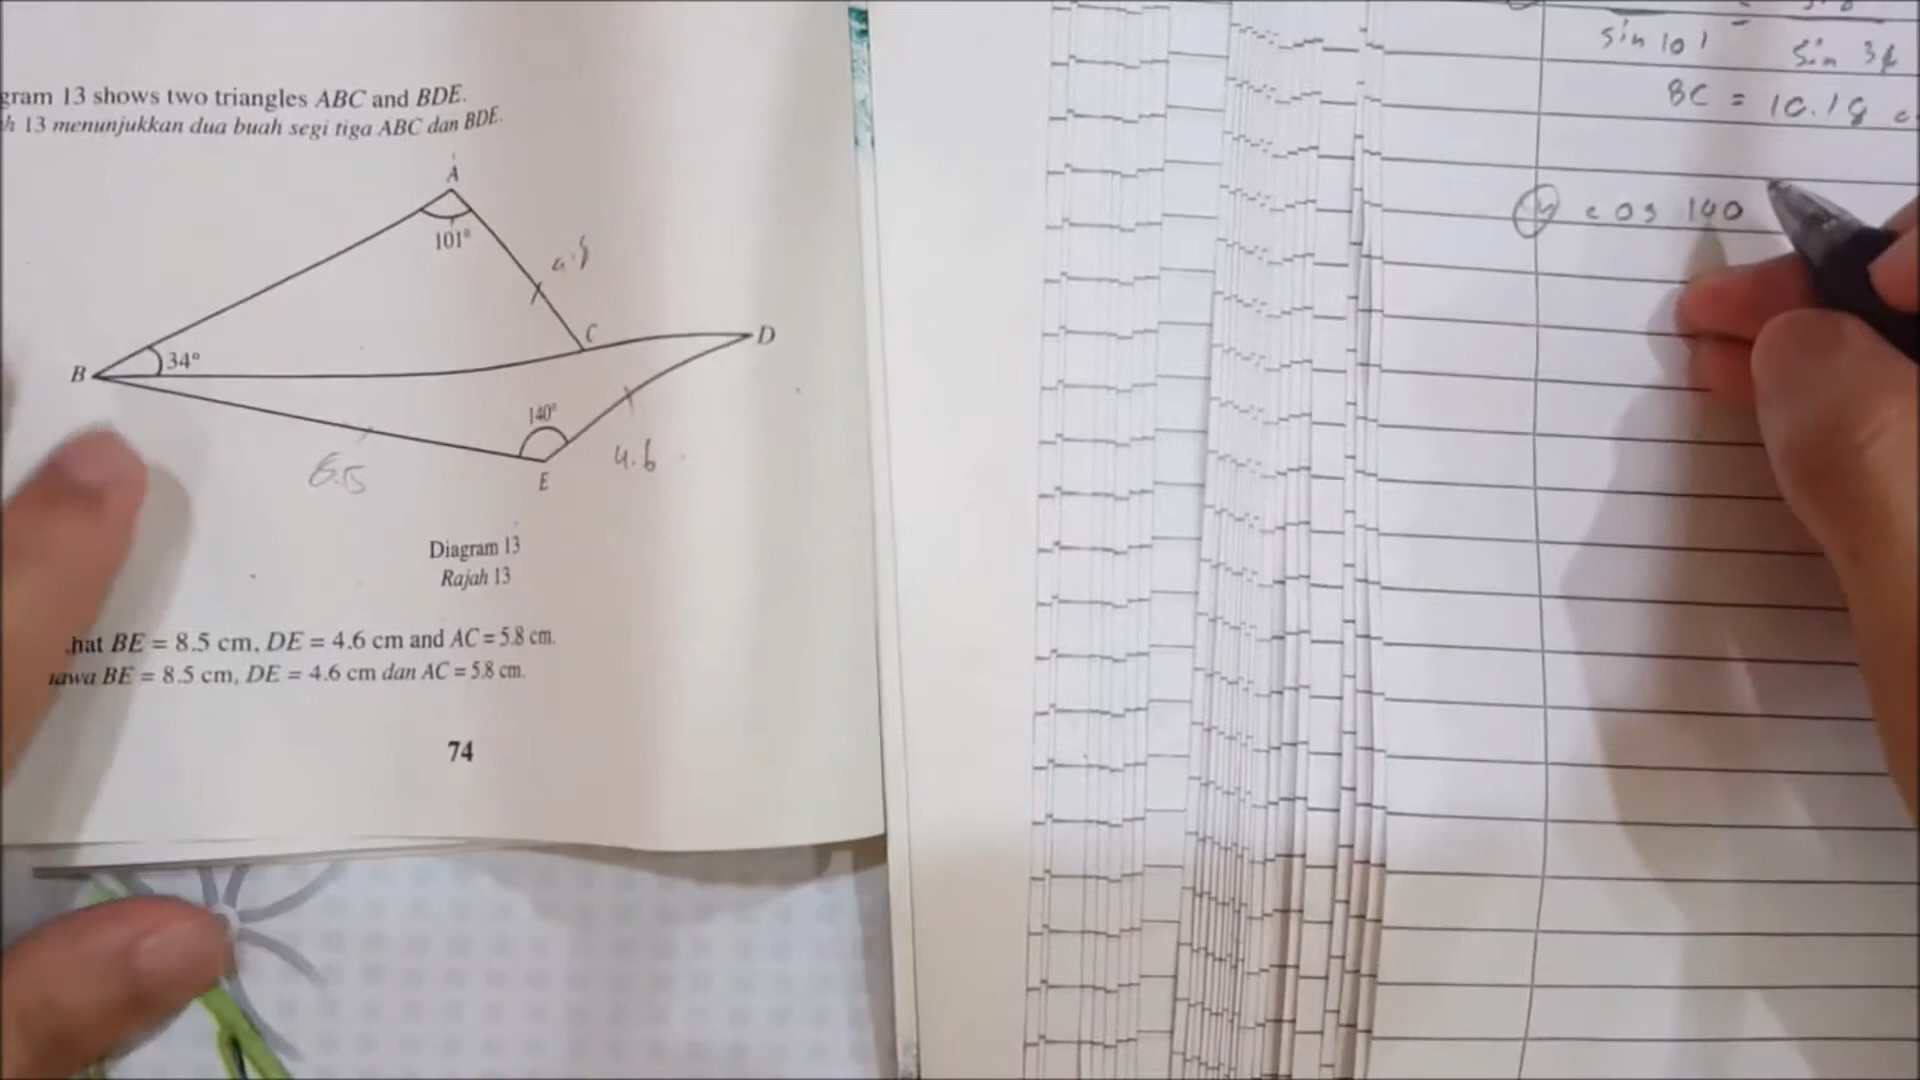 gram 13 shows two triangles ABC and BDE.
h 13 menunjukkan dua buah segi tiga ABC dan BDE.
A
101°
C
D
B
34°
140°
4.6
E
Diagram 13
Rajah 13
hat BE = 8.5 cm, DE = 4.6 cm and AC = 5.8 cm.
awa BE = 8.5 cm, DE = 4.6 cm dan AC = 5.8 cm.
74
sin 101 = sin 34
BC = 10.18 c
cos 140